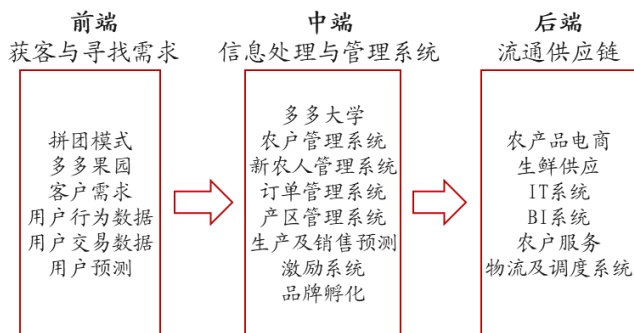 前端
获客与寻找需求
拼团模式
多多果园
客户需求
用户行为数据
用户交易数据
用户预测
中端
信息处理与管理系统
多多大学
农户管理系统
新农人管理系统
订单管理系统
产区管理系统
生产及销售预测
激励系统
品牌孵化
后端
流通供应链
农产品电商
生鲜供应
IT系统
BI系统
农户服务
物流及调度系统